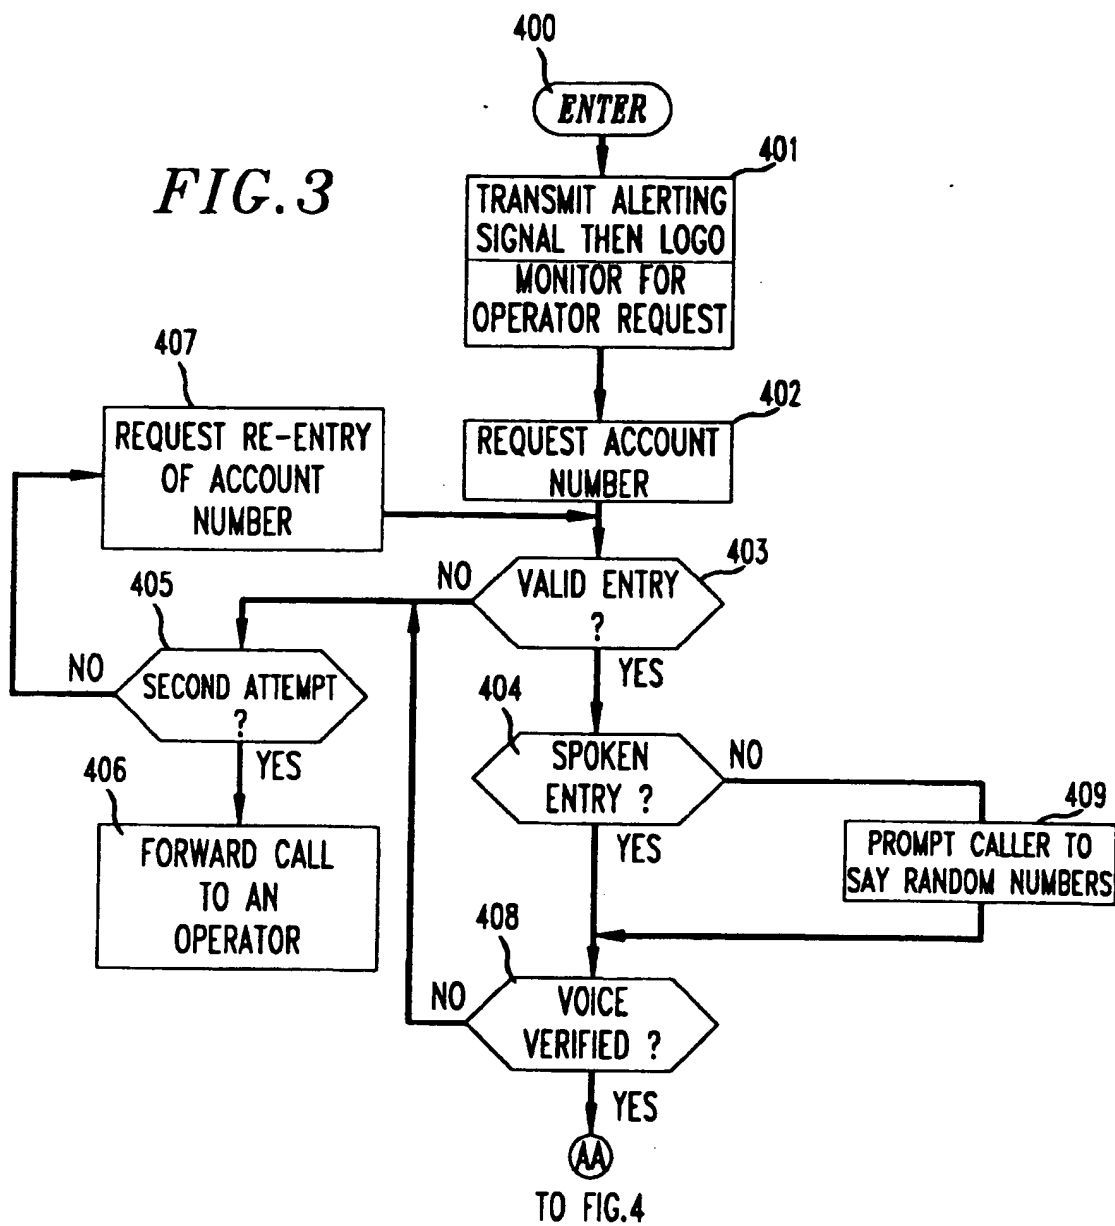 400
ENTER
FIG.3
401
TRANSMIT ALERTING
SIGNAL THEN LOGO
MONITOR FOR
OPERATOR REQUEST
407
REQUEST RE-ENTRY
OF ACCOUNT
NUMBER
402
REQUEST ACCOUNT
NUMBER
403
VALID ENTRY
?
NO
YES
405
SECOND ATTEMPT
?
NO
YES
406
FORWARD CALL
TO AN
OPERATOR
404
SPOKEN
ENTRY ?
NO
YES
409
PROMPT CALLER TO
SAY RANDOM NUMBERS
408
VOICE
VERIFIED ?
NO
YES
AA
TO FIG.4